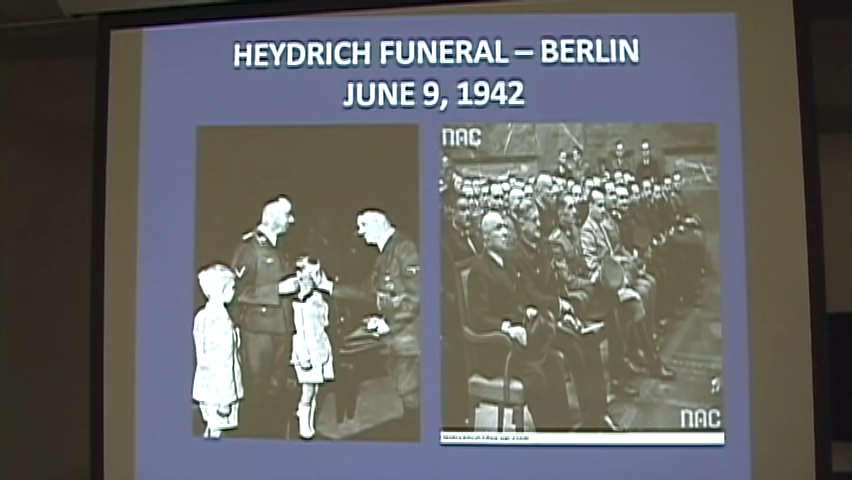 HEYDRICH FUNERAL – BERLIN
JUNE 9, 1942
NAC
NAC